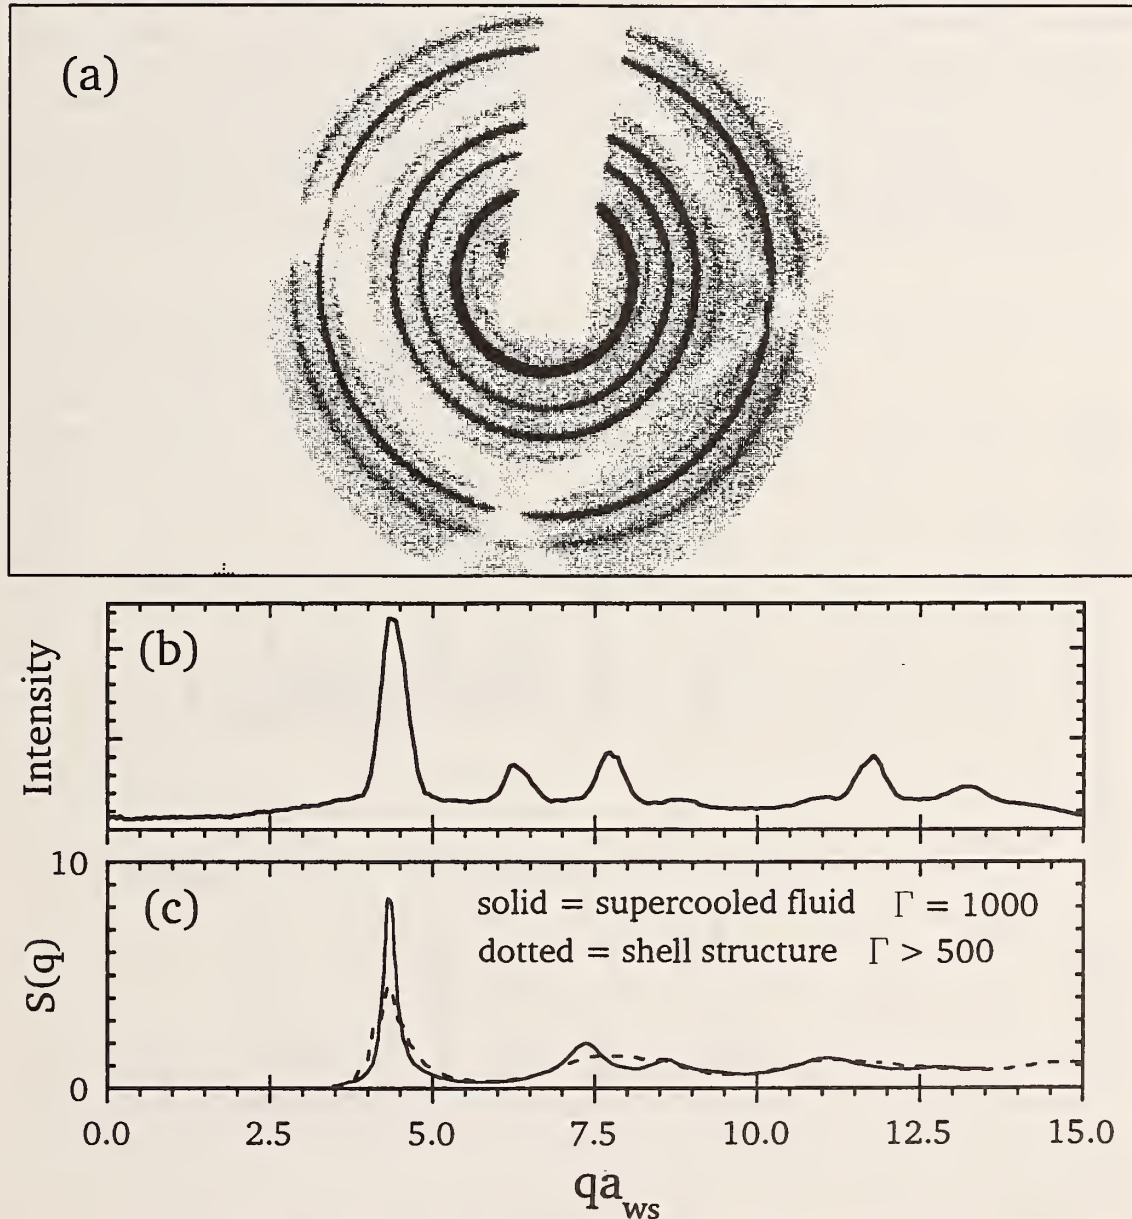 (a)
(b)
Intensity
(c)
solid = supercooled fluid Γ = 1000
dotted = shell structure Γ > 500
S(q)
10
0
0.0 2.5 5.0 7.5 10.0 12.5 15.0
qa_ws